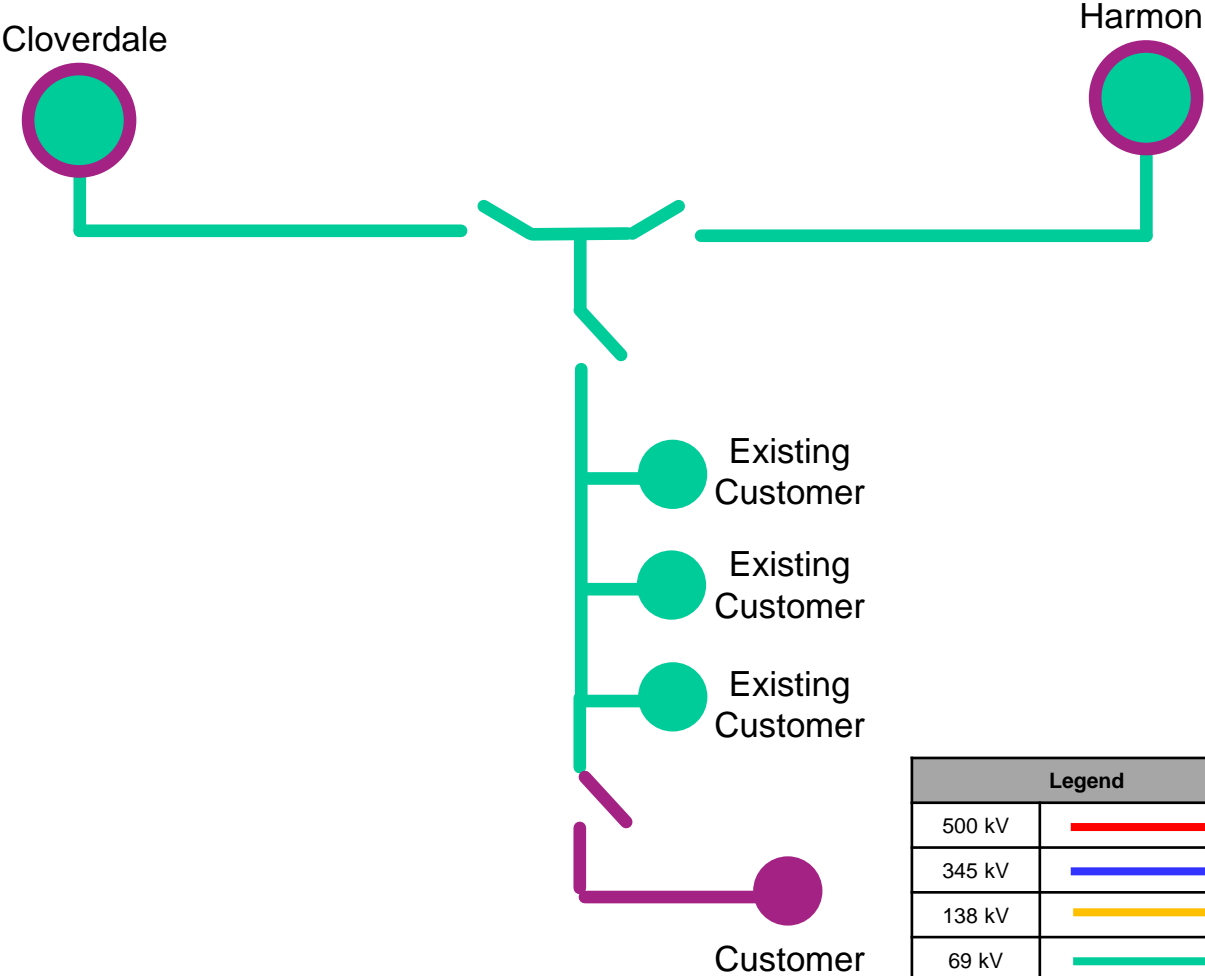 Harmon
Cloverdale
Existing
Customer
Existing
Customer
Existing
Customer
Customer
Legend
500 kV
345 kV
138 kV
69 kV